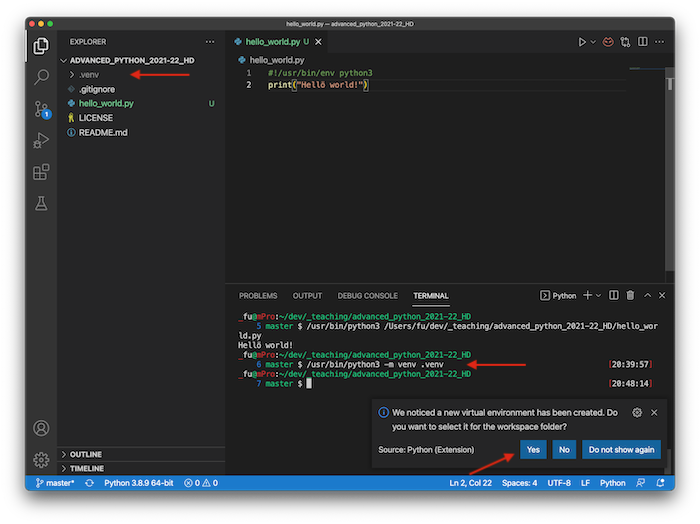 hello_world.py — advanced_python_2021-22_HD
EXPLORER
ADVANCED_PYTHON_2021-22_HD
.venv
.gitignore
hello_world.py U
LICENSE
README.md
OUTLINE
TIMELINE
hello_world.py U
hello_world.py
1 #!/usr/bin/env python3
2 print("Hellö world!")
PROBLEMS OUTPUT DEBUG CONSOLE TERMINAL Python
_fu@mPro:~/dev/_teaching/advanced_python_2021-22_HD
5 master $ /usr/bin/python3 /Users/fu/dev/_teaching/advanced_python_2021-22_HD/hello_wor
ld.py
Hellö world!
_fu@mPro:~/dev/_teaching/advanced_python_2021-22_HD
6 master $ /usr/bin/python3 -m venv .venv [20:39:57]
_fu@mPro:~/dev/_teaching/advanced_python_2021-22_HD
7 master $ [20:48:14]
We noticed a new virtual environment has been created. Do
you want to select it for the workspace folder?
Source: Python (Extension) Yes No Do not show again
1
master* Python 3.8.9 64-bit 0 0 Ln 2, Col 22 Spaces: 4 UTF-8 LF Python